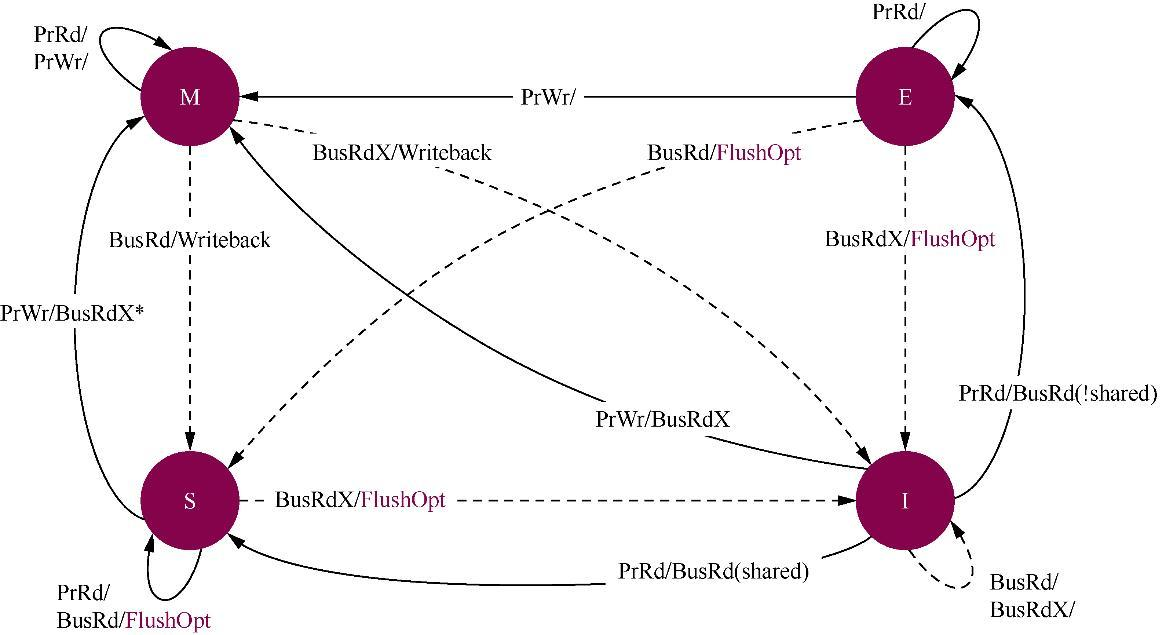 PrRd/
PrRd/
PrWr/
M
PrWr/
E
BusRdX/Writeback
BusRd/FlushOpt
BusRd/Writeback
BusRdX/FlushOpt
PrWr/BusRdX*
PrRd/BusRd(!shared)
PrWr/BusRdX
S
BusRdX/FlushOpt
I
PrRd/BusRd(shared)
PrRd/
BusRd/FlushOpt
BusRd/
BusRdX/